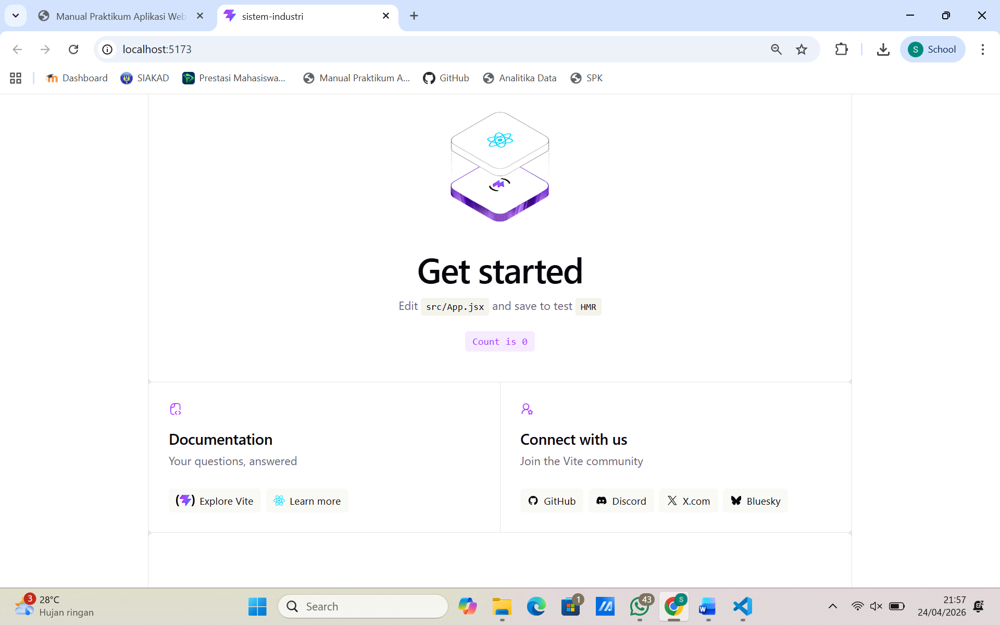 Manual Praktikum Aplikasi Web
sistem-industri
localhost:5173
S School
Dashboard
SIAKAD
Prestasi Mahasiswa...
Manual Praktikum A...
GitHub
Analitika Data
SPK
Get started
Edit src/App.jsx and save to test HMR
Count is 0
Documentation
Your questions, answered
Explore Vite
Learn more
Connect with us
Join the Vite community
GitHub
Discord
X.com
Bluesky
3
28°C
Hujan ringan
Search
1
43
S
W
21:57
24/04/2026